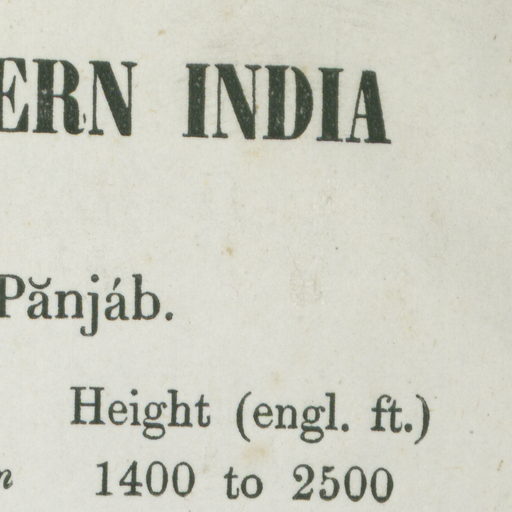 ERN INDIA
Pănjáb.
Height (engl. ft.)
1400 to 2500